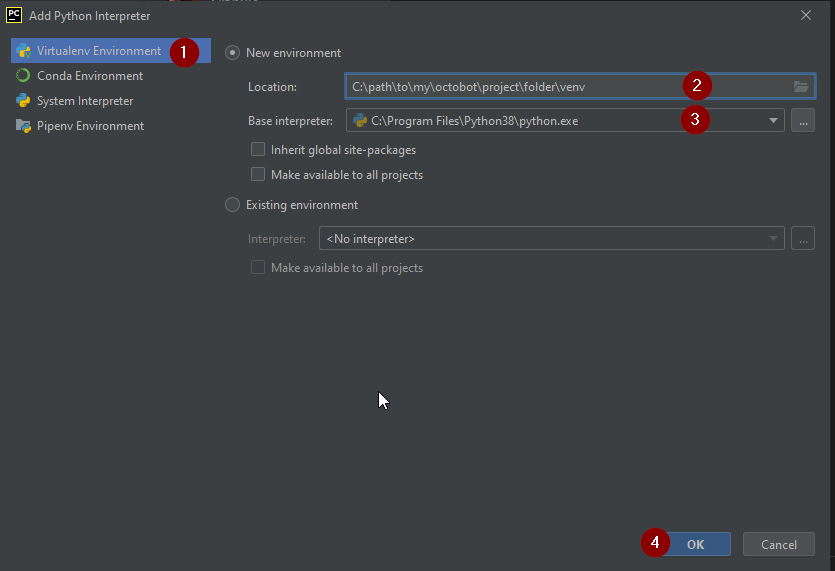 PC Add Python Interpreter
Virtualenv Environment 1
Conda Environment
System Interpreter
Pipenv Environment
New environment
Location: C:\path\to\my\octobot\project\folder\venv 2
Base interpreter: C:\Program Files\Python38\python.exe 3 ...
Inherit global site-packages
Make available to all projects
Existing environment
Interpreter: <No interpreter> ...
Make available to all projects
4 OK Cancel